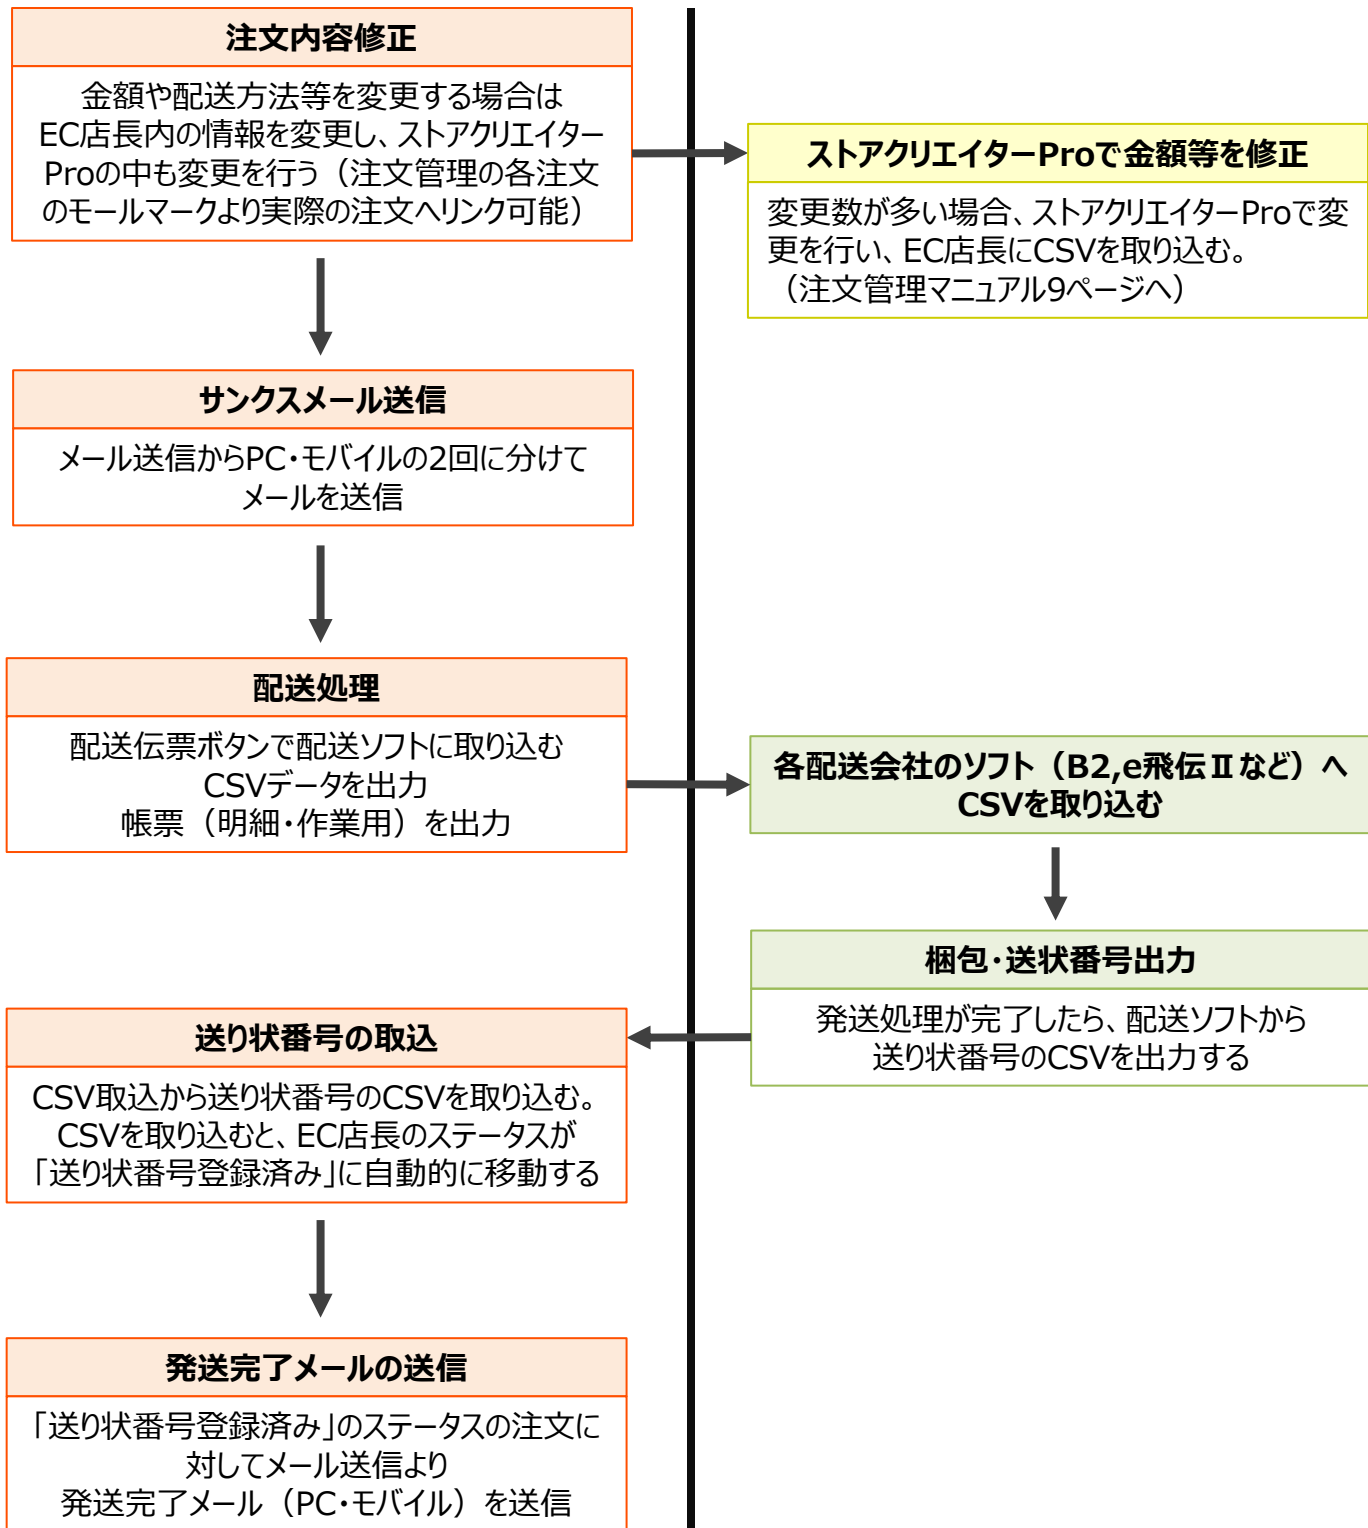 注文内容修正
金額や配送方法等を変更する場合は
EC店長内の情報を変更し、ストアクリエイター
Proの中も変更を行う（注文管理の各注文
のモールマークより実際の注文へリンク可能）
ストアクリエイターProで金額等を修正
変更数が多い場合、ストアクリエイターProで変
更を行い、EC店長にCSVを取り込む。
（注文管理マニュアル9ページへ）
サンクスメール送信
メール送信からPC・モバイルの2回に分けて
メールを送信
配送処理
配送伝票ボタンで配送ソフトに取り込む
CSVデータを出力
帳票（明細・作業用）を出力
各配送会社のソフト（B2,e飛伝Ⅱなど）へ
CSVを取り込む
梱包・送状番号出力
発送処理が完了したら、配送ソフトから
送り状番号のCSVを出力する
送り状番号の取込
CSV取込から送り状番号のCSVを取り込む。
CSVを取り込むと、EC店長のステータスが
「送り状番号登録済み」に自動的に移動する
発送完了メールの送信
「送り状番号登録済み」のステータスの注文に
対してメール送信より
発送完了メール（PC・モバイル）を送信